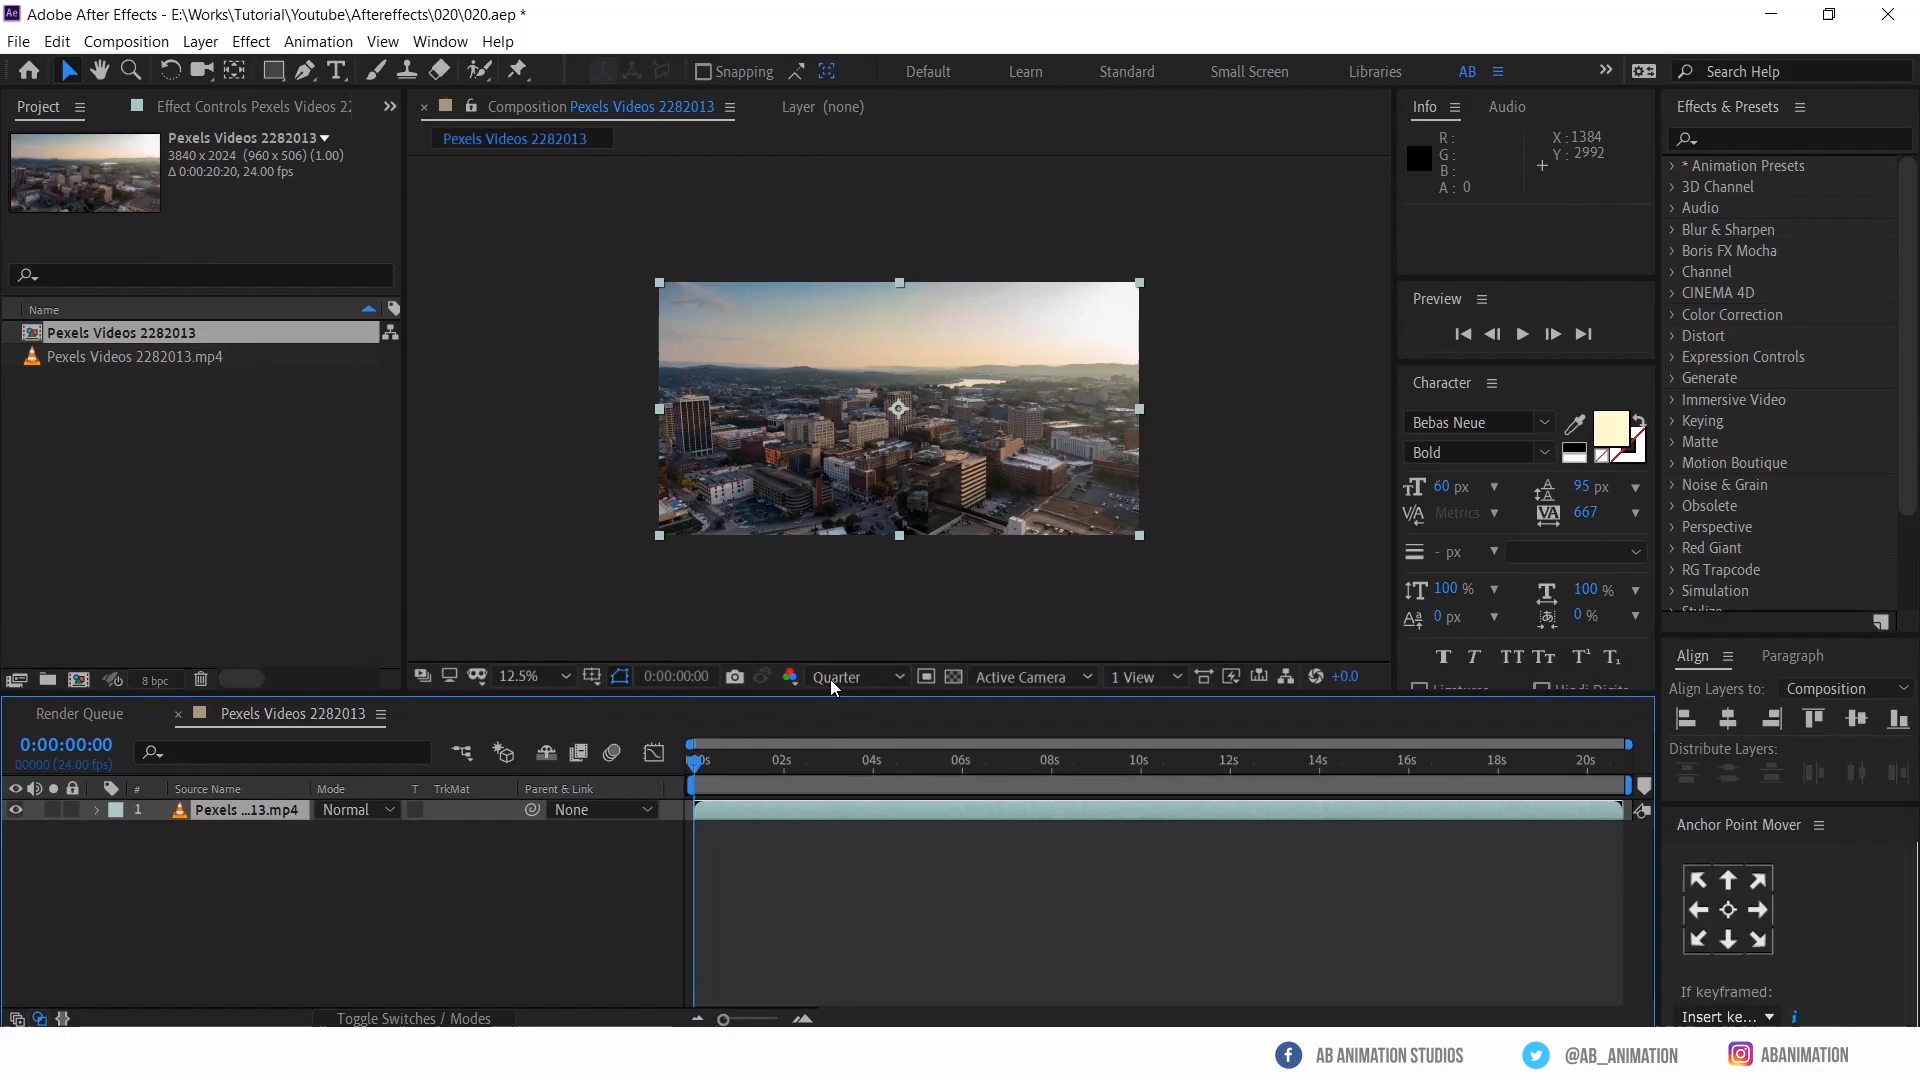 Adobe After Effects - E:\Works\Tutorial\Youtube\Aftereffects\020\020.aep *
File Edit Composition Layer Effect Animation View Window Help
Snapping Default Learn Standard Small Screen Libraries AB Search Help
Project
Effect Controls Pexels Videos 22
Pexels Videos 2282013
3840 x 2024 (960 x 506) (1.00)
Δ 0:00:20:20, 24.00 fps
Name
Pexels Videos 2282013
Pexels Videos 2282013.mp4
8 bpc
Composition Pexels Videos 2282013
Layer (none)
Pexels Videos 2282013
12.5% 0:00:00:00 Quarter Active Camera 1 View +0.0
Info Audio
R :
G :
B :
A : 0
X : 1384
Y : 2992
Preview
Character
Bebas Neue
Bold
60 px 95 px
Metrics 667
- px
100 % 100 %
0 px 0 %
Effects & Presets
* Animation Presets
3D Channel
Audio
Blur & Sharpen
Boris FX Mocha
Channel
CINEMA 4D
Color Correction
Distort
Expression Controls
Generate
Immersive Video
Keying
Matte
Motion Boutique
Noise & Grain
Obsolete
Perspective
Red Giant
RG Trapcode
Simulation
Align Paragraph
Align Layers to: Composition
Distribute Layers:
Anchor Point Mover
If keyframed:
Insert ke...
Render Queue
Pexels Videos 2282013
0:00:00:00
00000 (24.00 fps)
02s 04s 06s 08s 10s 12s 14s 16s 18s 20s
# Source Name Mode T TrkMat Parent & Link
1 Pexels ...13.mp4 Normal None
Toggle Switches / Modes
AB ANIMATION STUDIOS @AB_ANIMATION ABANIMATION